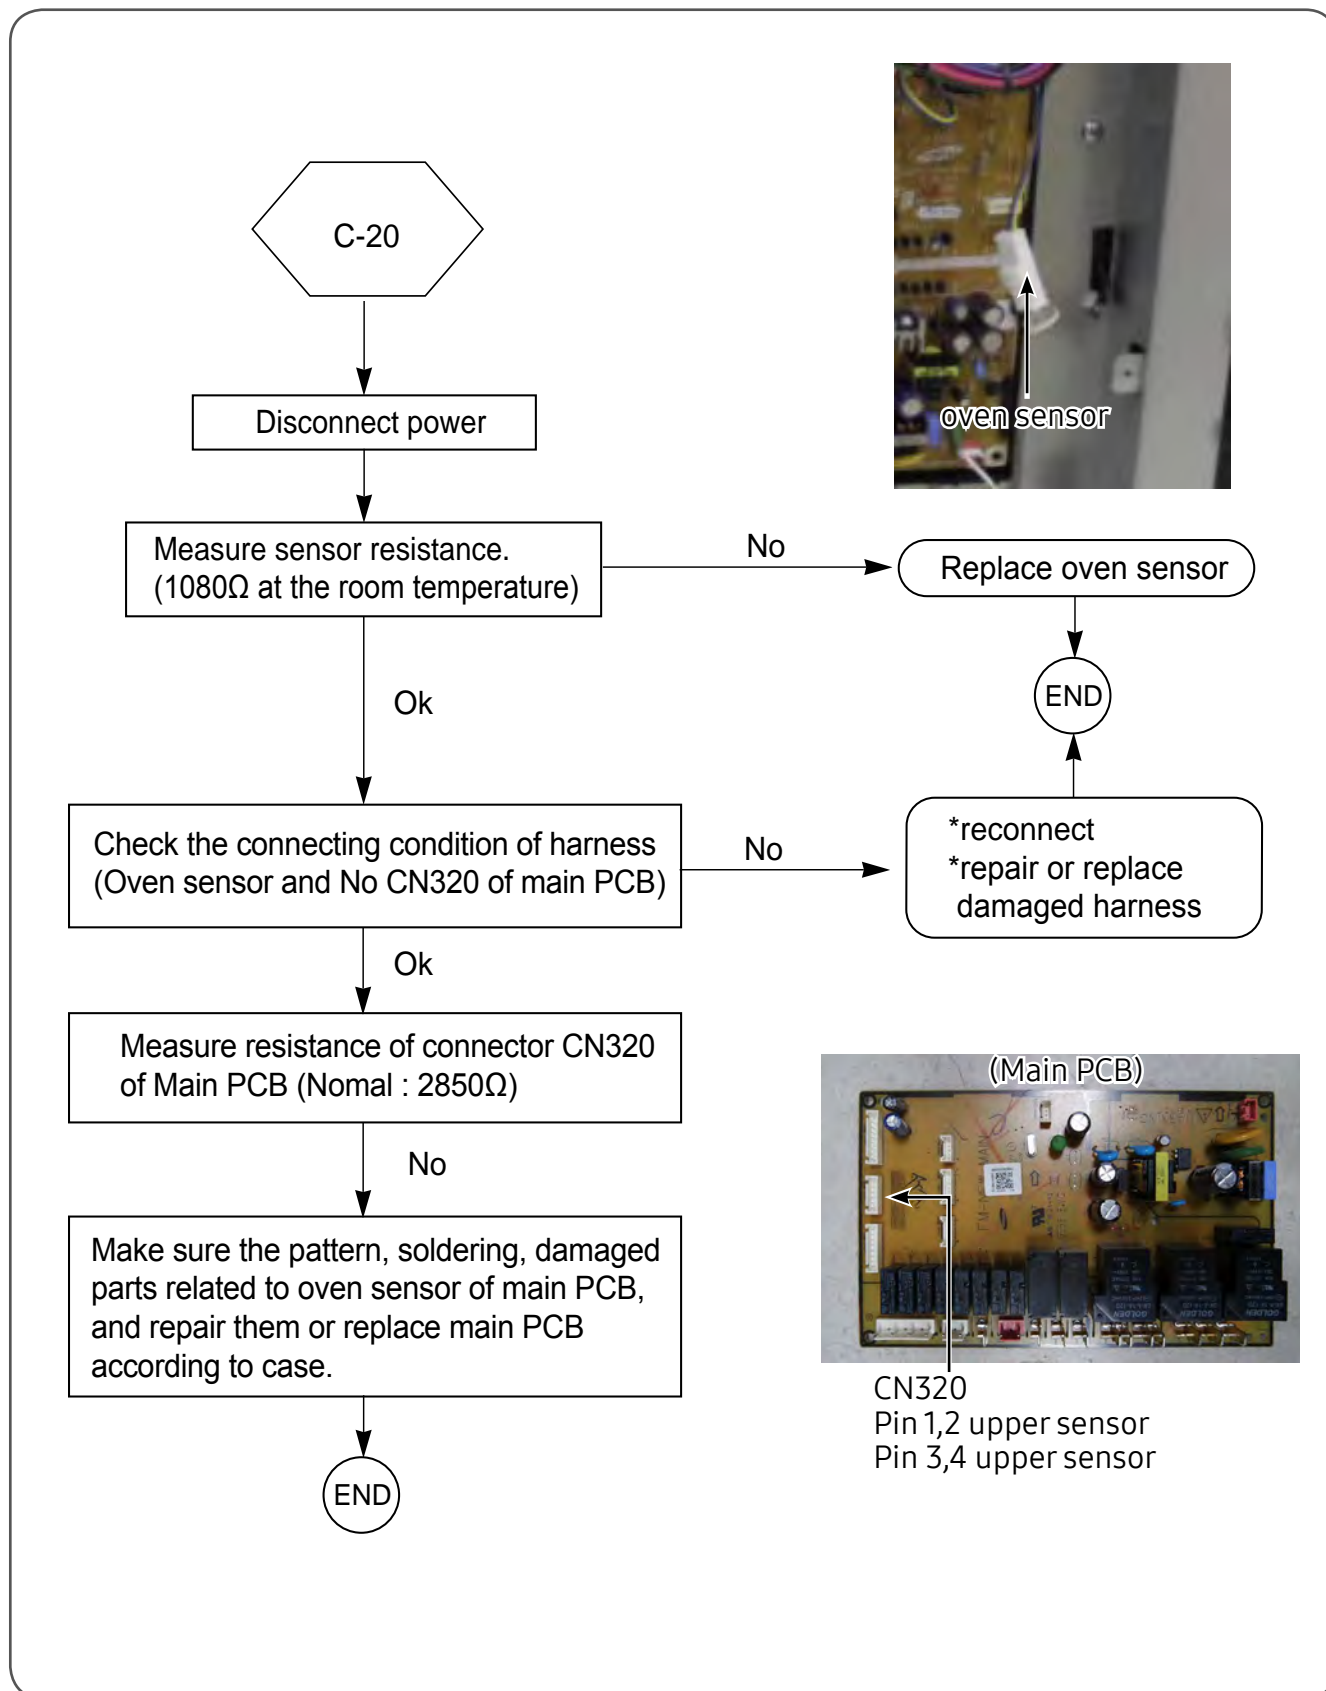 C-20
Disconnect power
oven sensor
Measure sensor resistance.
(1080Ω at the room temperature)
No
Replace oven sensor
Ok
END
Check the connecting condition of harness
(Oven sensor and No CN320 of main PCB)
No
*reconnect
*repair or replace
damaged harness
Ok
Measure resistance of connector CN320
of Main PCB (Nomal : 2850Ω)
No
(Main PCB)
Make sure the pattern, soldering, damaged
parts related to oven sensor of main PCB,
and repair them or replace main PCB
according to case.
GOLDEN
GOLDEN
GOLDEN
CN320
Pin 1,2 upper sensor
Pin 3,4 upper sensor
END